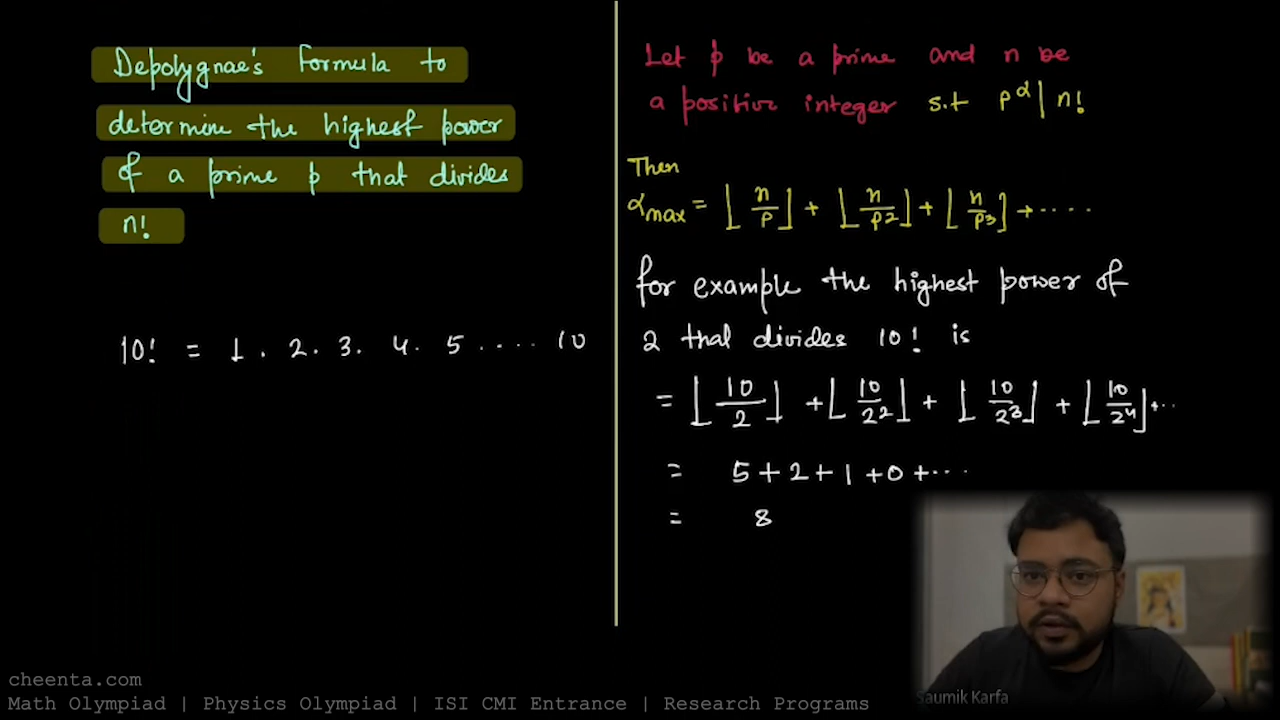 Depolygnae's Formula to
determine the highest power
of a prime p that divides
n!
10! = 1 . 2 . 3 . 4 . 5 ..... 10
Let p be a prime and n be
a positive integer s.t p^α | n!
Then
α_max = ⌊n/p⌋ + ⌊n/p^2⌋ + ⌊n/p^3⌋ + ....
for example the highest power of
2 that divides 10! is
= ⌊10/2⌋ + ⌊10/2^2⌋ + ⌊10/2^3⌋ + ⌊10/2^4⌋ + ..
= 5 + 2 + 1 + 0 + ...
= 8
cheenta.com
Math Olympiad | Physics Olympiad | ISI CMI Entrance | Research Programs
Saumik Karfa